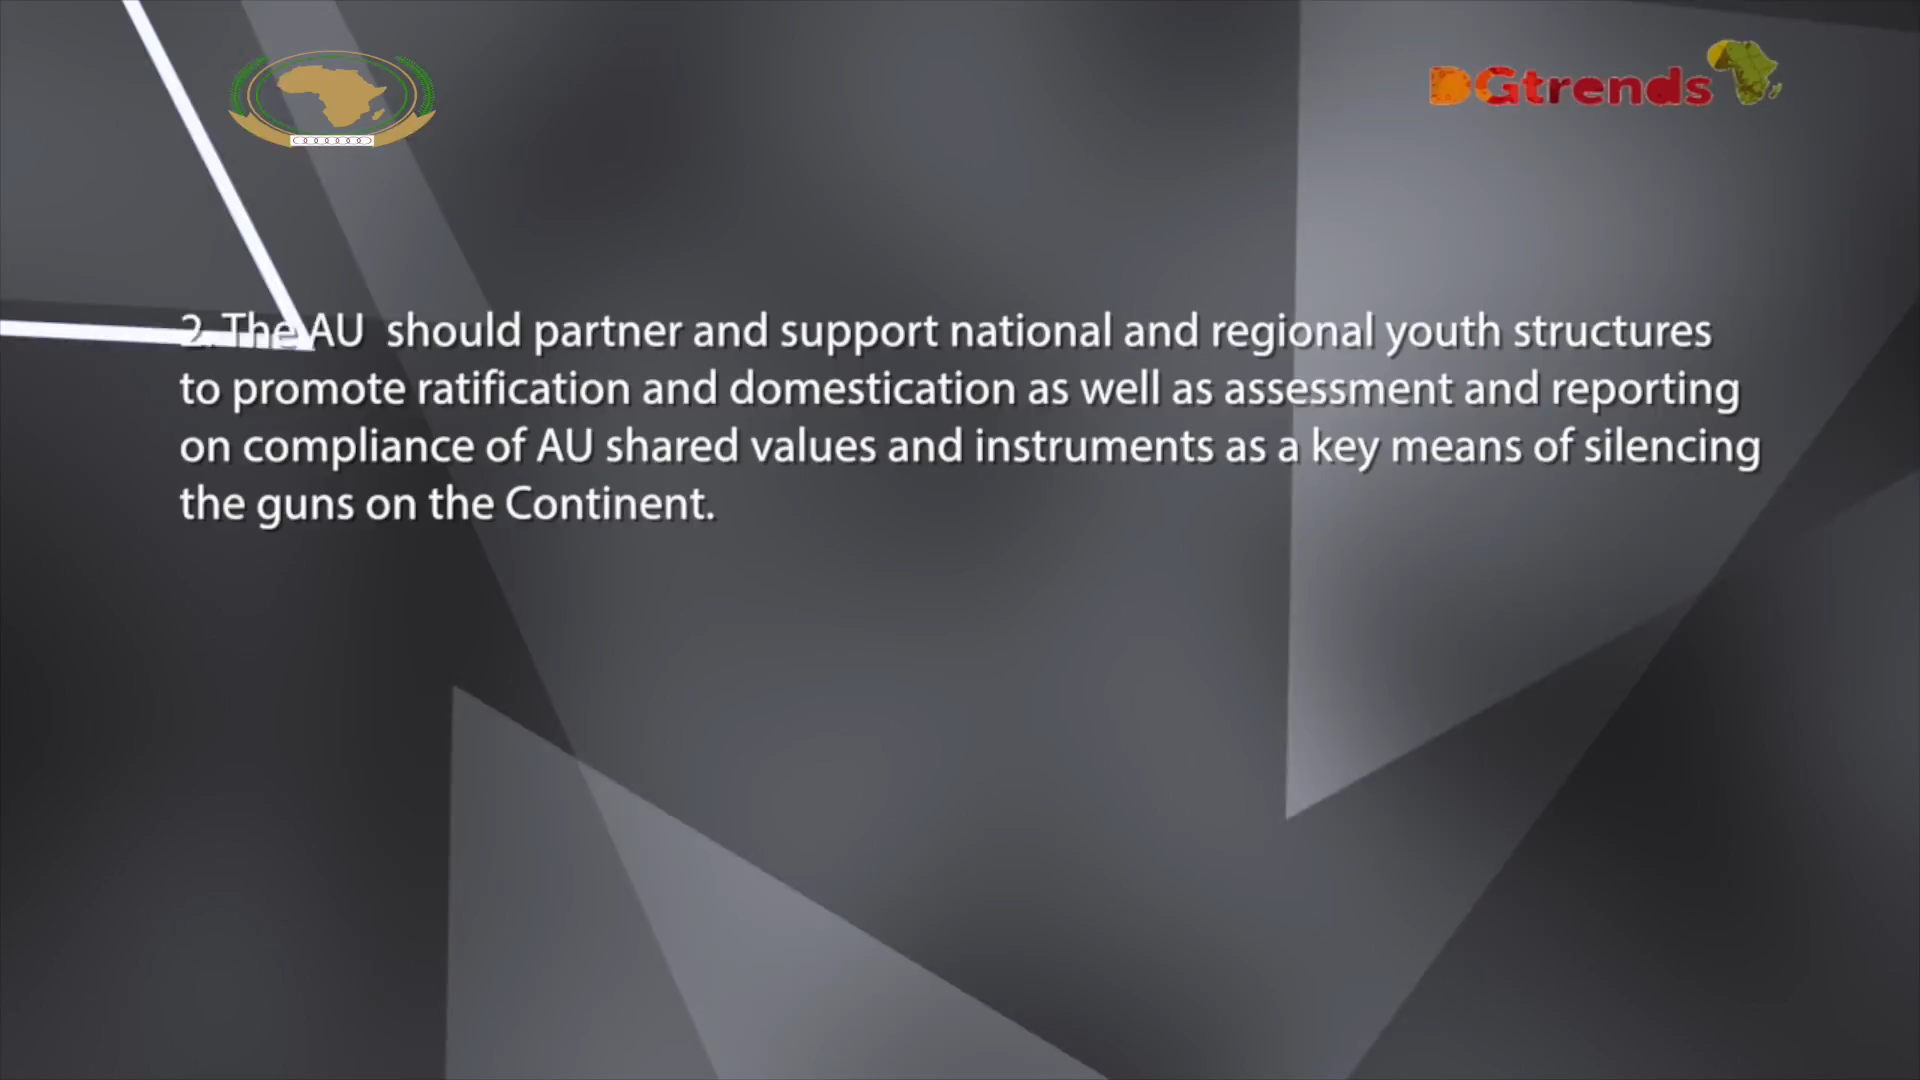 DGtrends
2. The AU should partner and support national and regional youth structures
to promote ratification and domestication as well as assessment and reporting
on compliance of AU shared values and instruments as a key means of silencing
the guns on the Continent.